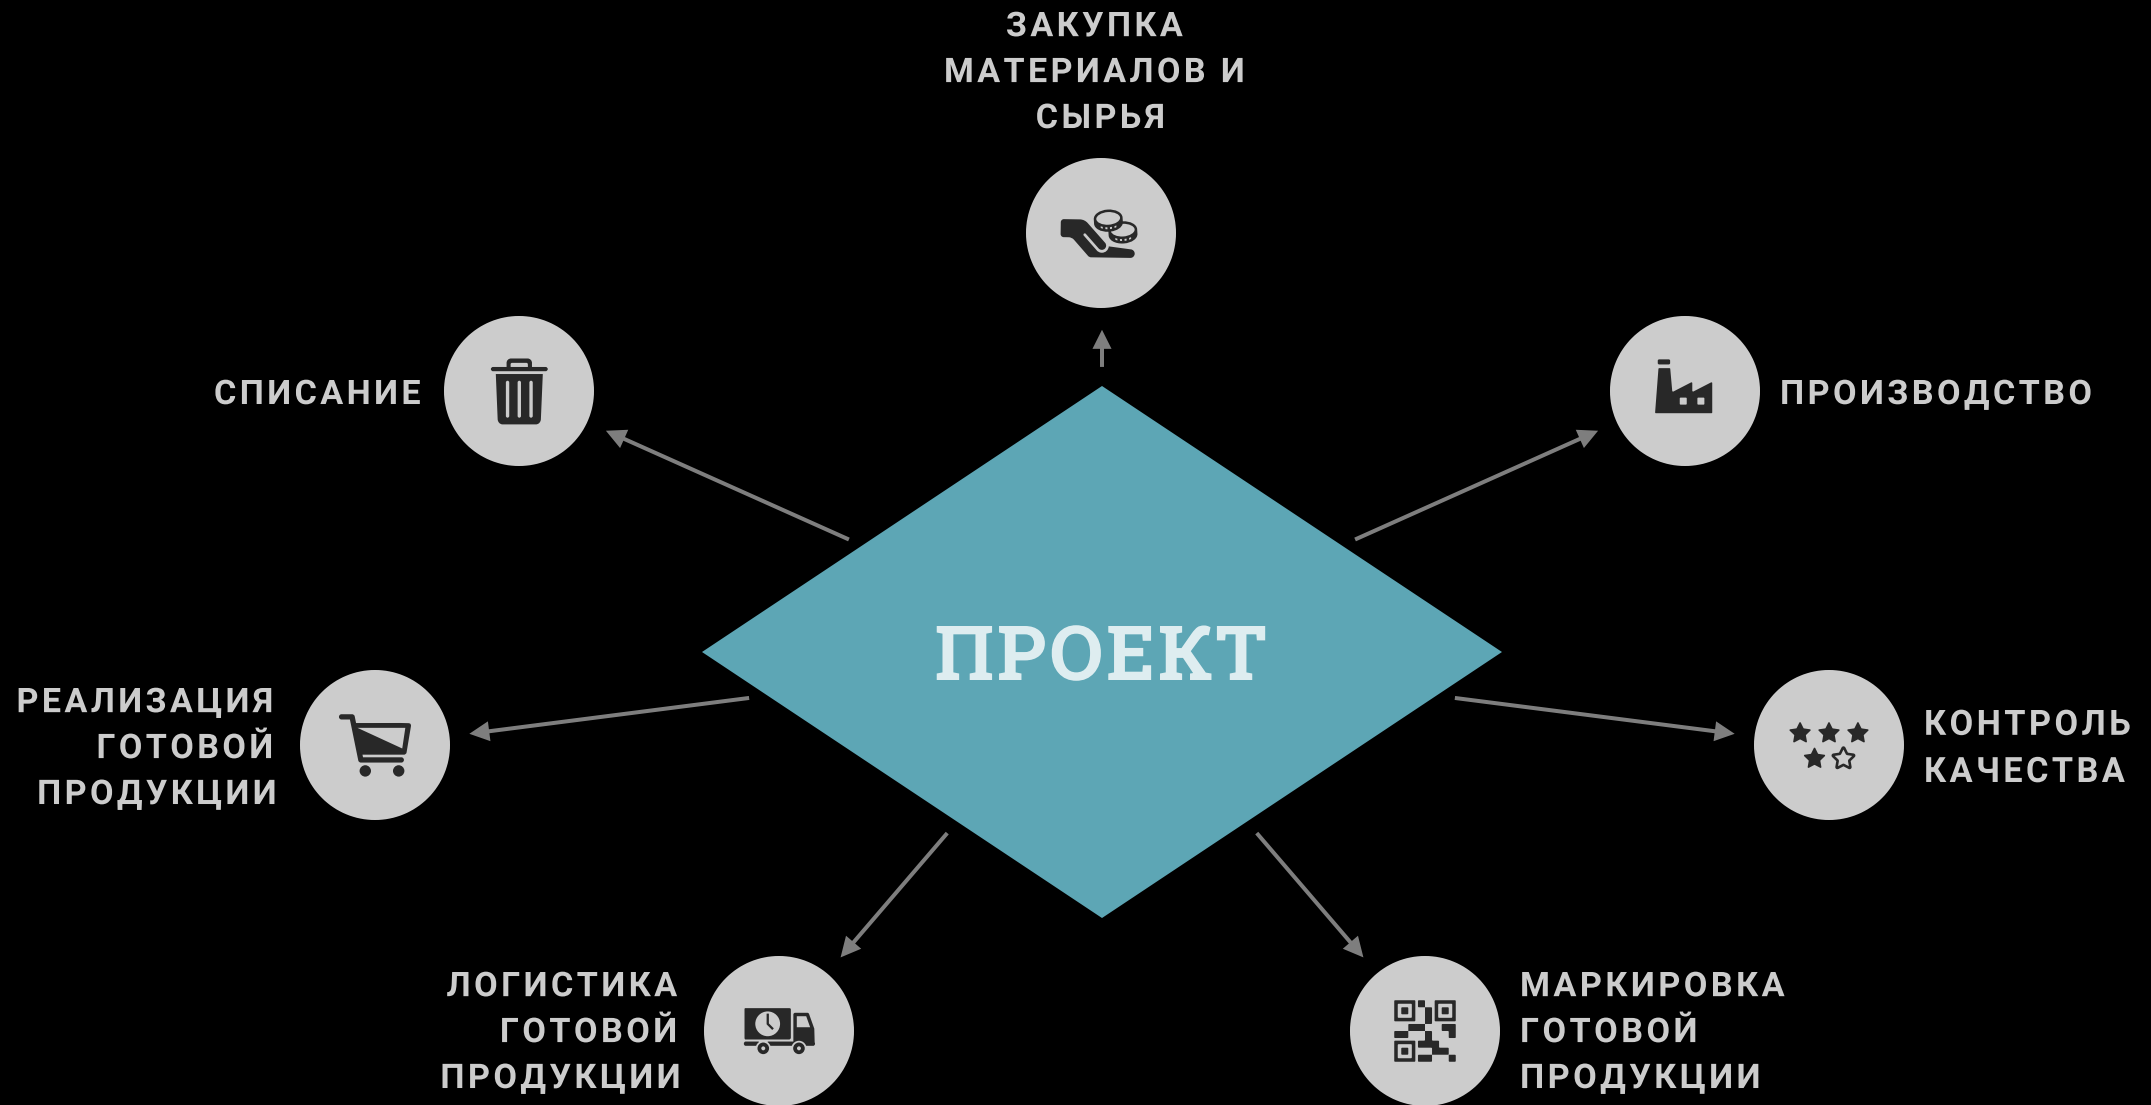 ЗАКУПКА
МАТЕРИАЛОВ И
СЫРЬЯ
СПИСАНИЕ
ПРОИЗВОДСТВО
ПРОЕКТ
РЕАЛИЗАЦИЯ
ГОТОВОЙ
ПРОДУКЦИИ
КОНТРОЛЬ
КАЧЕСТВА
ЛОГИСТИКА
ГОТОВОЙ
ПРОДУКЦИИ
МАРКИРОВКА
ГОТОВОЙ
ПРОДУКЦИИ